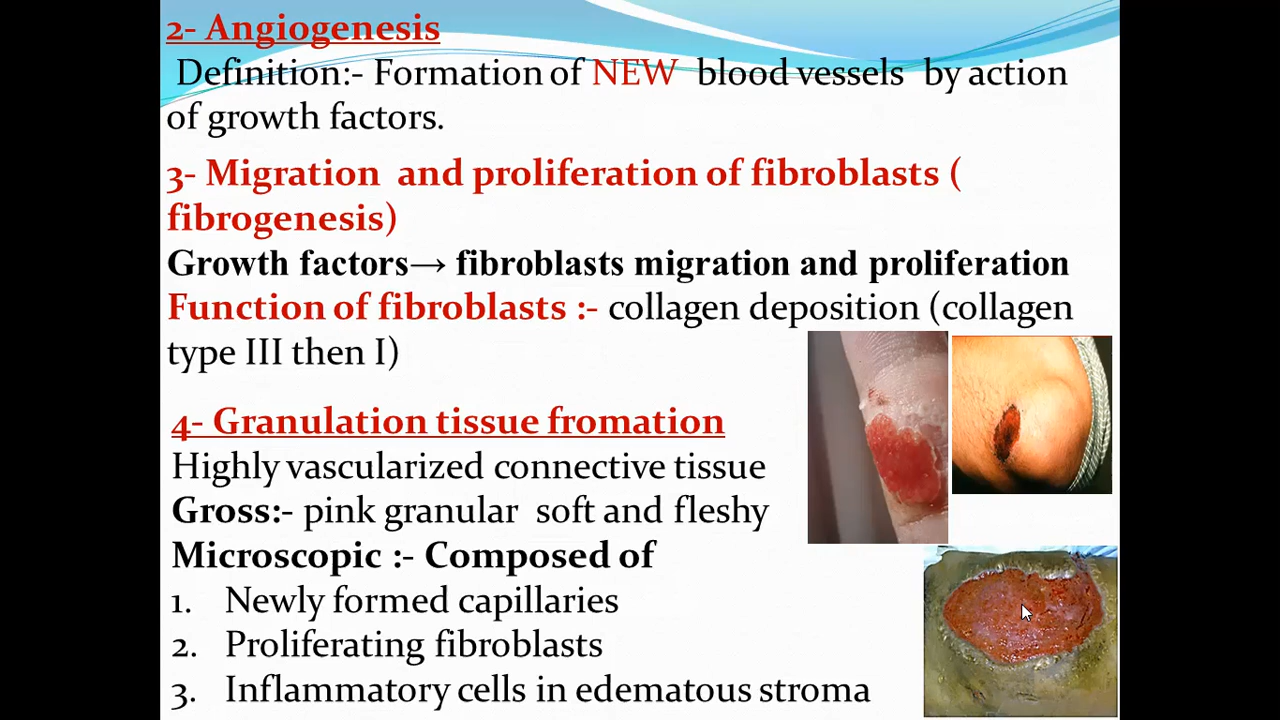 2- Angiogenesis
Definition:- Formation of NEW blood vessels by action
of growth factors.
3- Migration and proliferation of fibroblasts (
fibrogenesis)
Growth factors→ fibroblasts migration and proliferation
Function of fibroblasts :- collagen deposition (collagen
type III then I)
4- Granulation tissue fromation
Highly vascularized connective tissue
Gross:- pink granular soft and fleshy
Microscopic :- Composed of
1. Newly formed capillaries
2. Proliferating fibroblasts
3. Inflammatory cells in edematous stroma